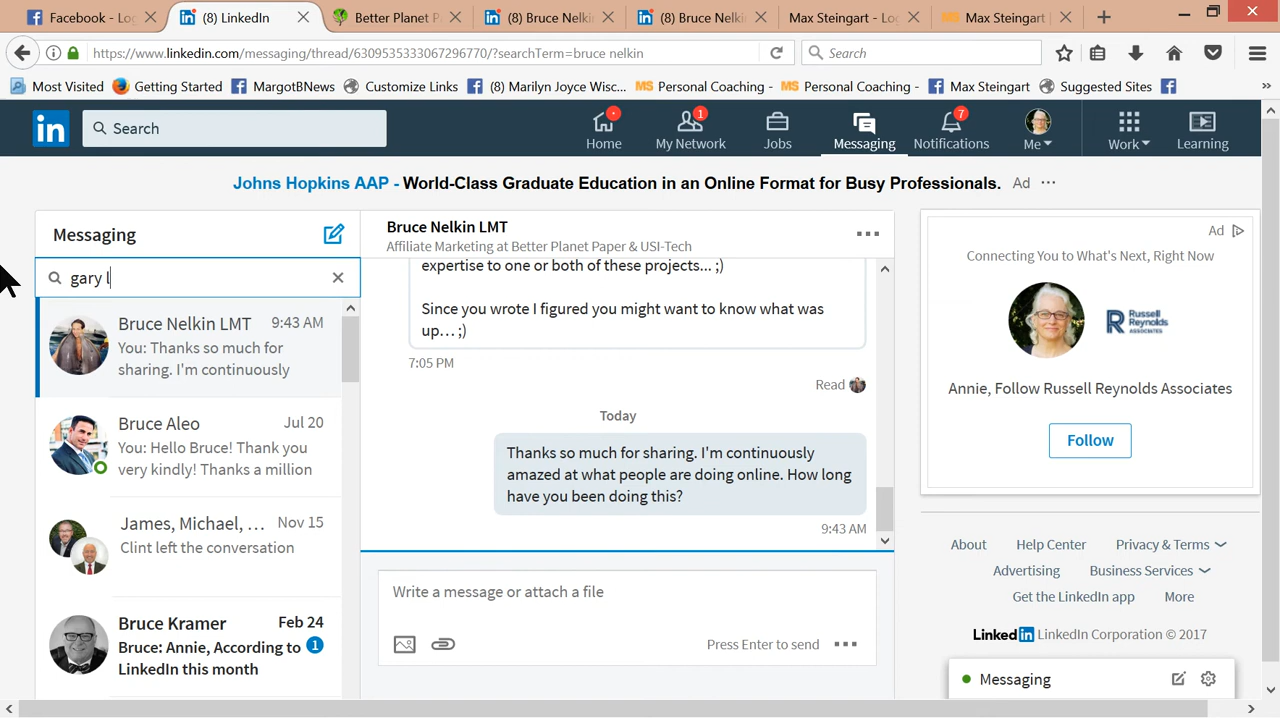 Facebook - Log
(8) LinkedIn
Better Planet P
(8) Bruce Nelki
(8) Bruce Nelki
Max Steingart - Lo
Max Steingart |
https://www.linkedin.com/messaging/thread/6309535333067296770/?searchTerm=bruce nelkin
Search
Most Visited
Getting Started
MargotBNews
Customize Links
(8) Marilyn Joyce Wisc...
MS Personal Coaching -
MS Personal Coaching -
Max Steingart
Suggested Sites
in
Search
Home
1
My Network
Jobs
Messaging
7
Notifications
Me
Work
Learning
Johns Hopkins AAP - World-Class Graduate Education in an Online Format for Busy Professionals. Ad
Messaging
gary l
Bruce Nelkin LMT 9:43 AM
You: Thanks so much for
sharing. I'm continuously
Bruce Aleo Jul 20
You: Hello Bruce! Thank you
very kindly! Thanks a million
James, Michael, ... Nov 15
Clint left the conversation
Bruce Kramer Feb 24
Bruce: Annie, According to 1
LinkedIn this month
Bruce Nelkin LMT
Affiliate Marketing at Better Planet Paper & USI-Tech
expertise to one or both of these projects... ;)
Since you wrote I figured you might want to know what was
up... ;)
7:05 PM
Read
Today
Thanks so much for sharing. I'm continuously
amazed at what people are doing online. How long
have you been doing this?
9:43 AM
Write a message or attach a file
Press Enter to send
Ad
Connecting You to What's Next, Right Now
Russell
Reynolds
ASSOCIATES
Annie, Follow Russell Reynolds Associates
Follow
About Help Center Privacy & Terms
Advertising Business Services
Get the LinkedIn app More
LinkedIn LinkedIn Corporation © 2017
Messaging